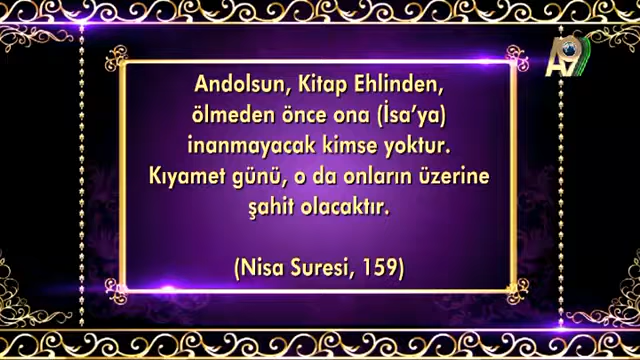 A9
Andolsun, Kitap Ehlinden,
ölmeden önce ona (İsa’ya)
inanmayacak kimse yoktur.
Kıyamet günü, o da onların üzerine
şahit olacaktır.
(Nisa Suresi, 159)